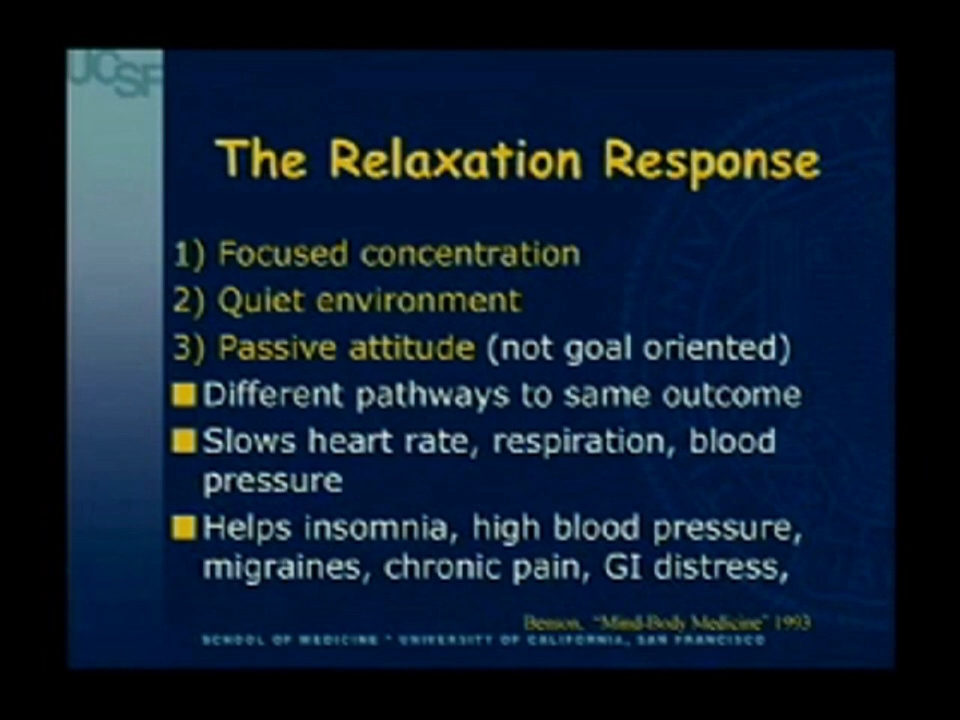 UCSF
The Relaxation Response
1) Focused concentration
2) Quiet environment
3) Passive attitude (not goal oriented)
Different pathways to same outcome
Slows heart rate, respiration, blood
pressure
Helps insomnia, high blood pressure,
migraines, chronic pain, GI distress,
Benson, "Mind-Body Medicine" 1993
SCHOOL OF MEDICINE * UNIVERSITY OF CALIFORNIA, SAN FRANCISCO